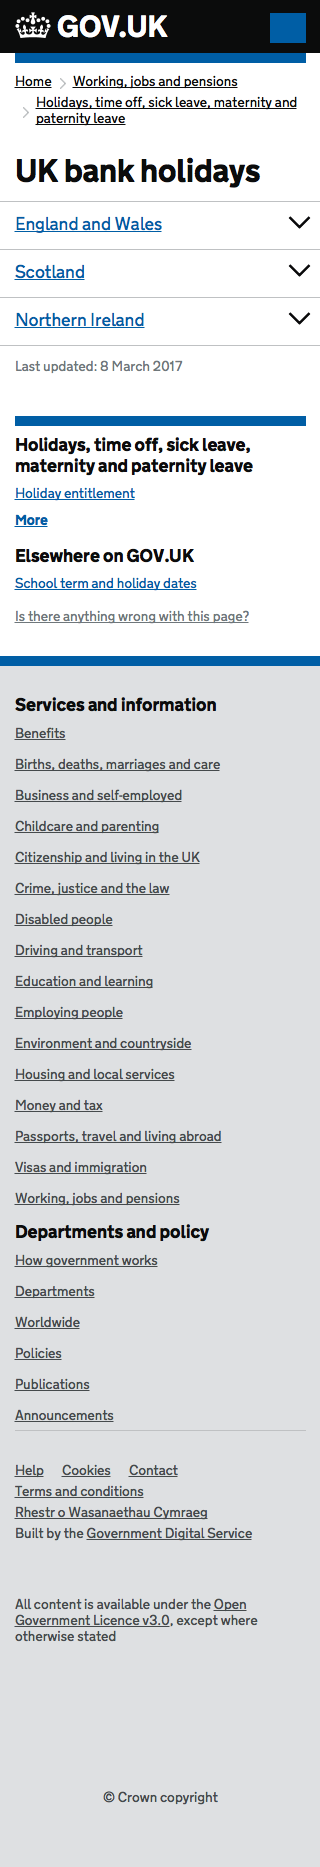 GOV.UK
Home Working, jobs and pensions
Holidays, time off, sick leave, maternity and
paternity leave
UK bank holidays
England and Wales
Scotland
Northern Ireland
Last updated: 8 March 2017
Holidays, time off, sick leave,
maternity and paternity leave
Holiday entitlement
More
Elsewhere on GOV.UK
School term and holiday dates
Is there anything wrong with this page?
Services and information
Benefits
Births, deaths, marriages and care
Business and self-employed
Childcare and parenting
Citizenship and living in the UK
Crime, justice and the law
Disabled people
Driving and transport
Education and learning
Employing people
Environment and countryside
Housing and local services
Money and tax
Passports, travel and living abroad
Visas and immigration
Working, jobs and pensions
Departments and policy
How government works
Departments
Worldwide
Policies
Publications
Announcements
Help Cookies Contact
Terms and conditions
Rhestr o Wasanaethau Cymraeg
Built by the Government Digital Service
All content is available under the Open
Government Licence v3.0, except where
otherwise stated
© Crown copyright